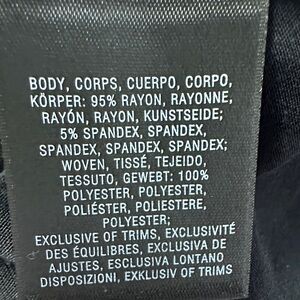 BODY, CORPS, CUERPO, CORPO,
KÖRPER: 95% RAYON, RAYONNE,
RAYÓN, RAYON, KUNSTSEIDE;
5% SPANDEX, SPANDEX,
SPANDEX, SPANDEX, SPANDEX;
WOVEN, TISSÉ, TEJEIDO,
TESSUTO, GEWEBT: 100%
POLYESTER, POLYESTER,
POLIÉSTER, POLIESTERE,
POLYESTER;
EXCLUSIVE OF TRIMS, EXCLUSIVITÉ
DES ÉQUILIBRES, EXCLUSIVA DE
AJUSTES, ESCLUSIVA LONTANO
DISPOSIZIONI, EXKLUSIV OF TRIMS